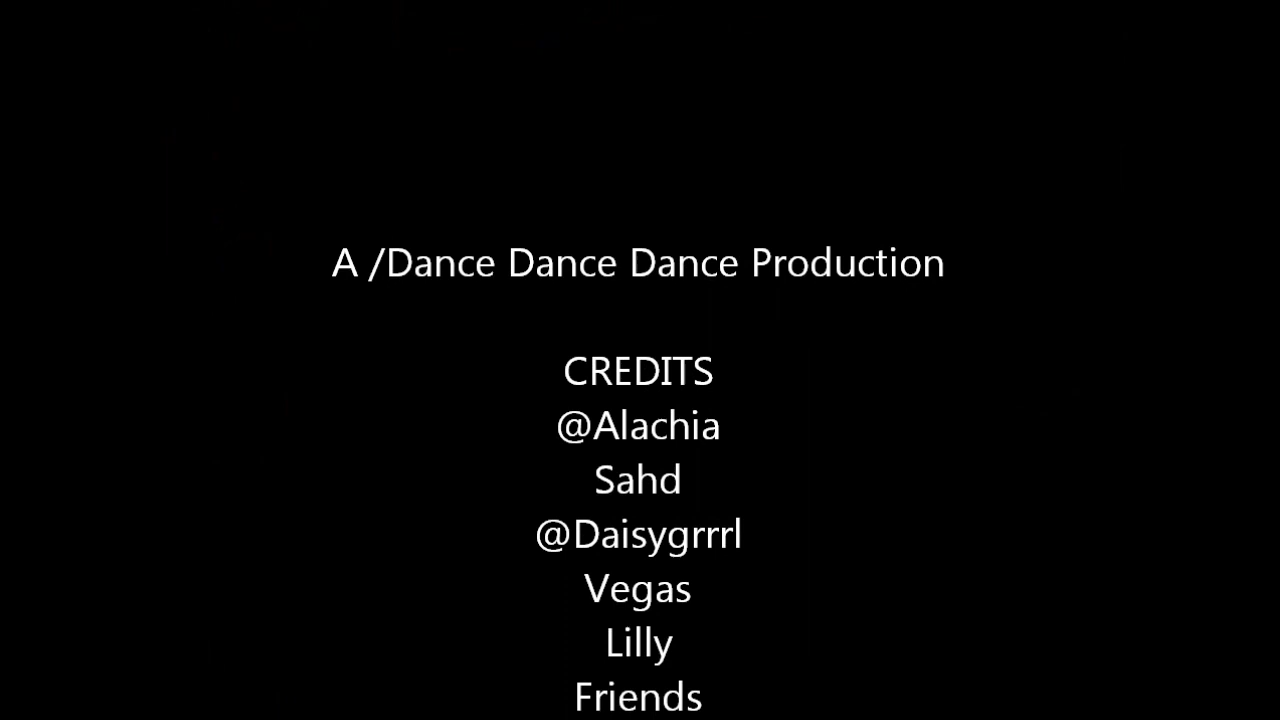 A /Dance Dance Dance Production
CREDITS
@Alachia
Sahd
@Daisygrrrl
Vegas
Lilly
Friends